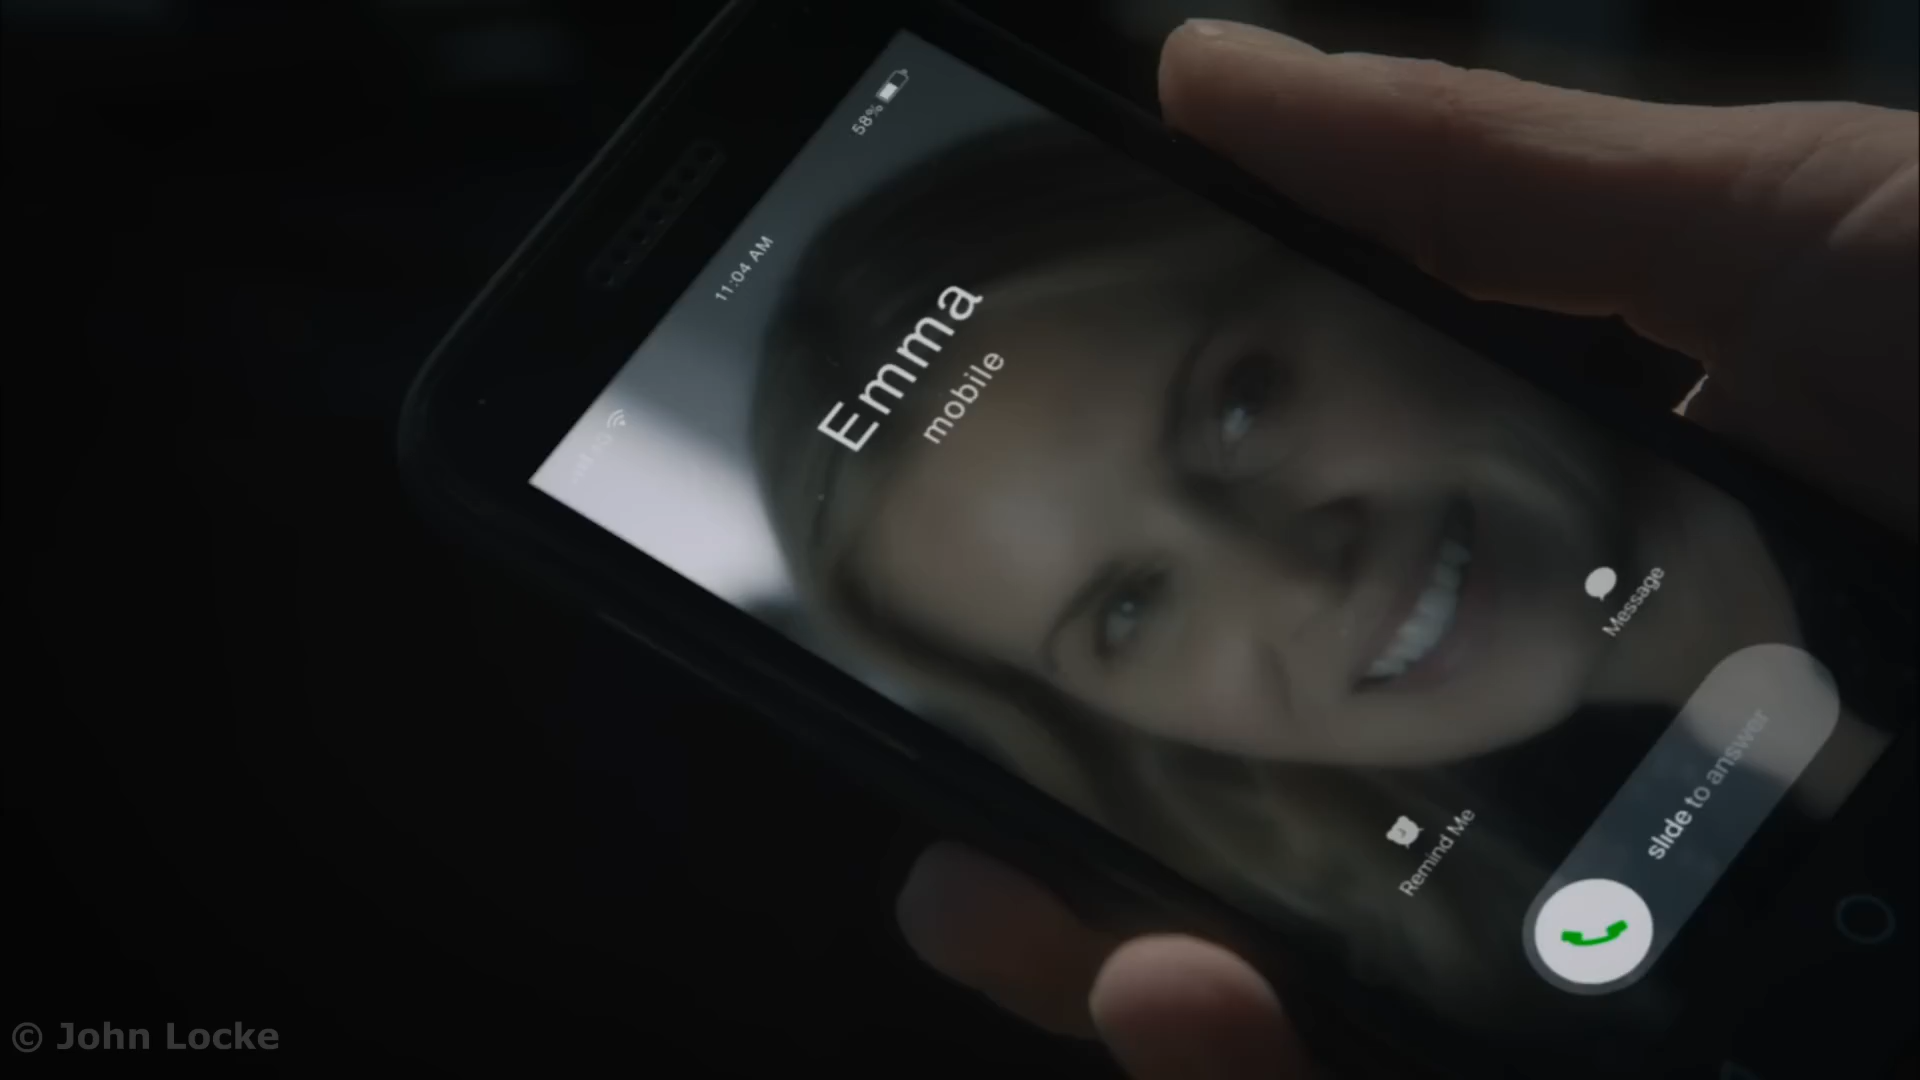 58%
11:04 AM
Emma
mobile
Message
Remind Me
slide to answer
© John Locke